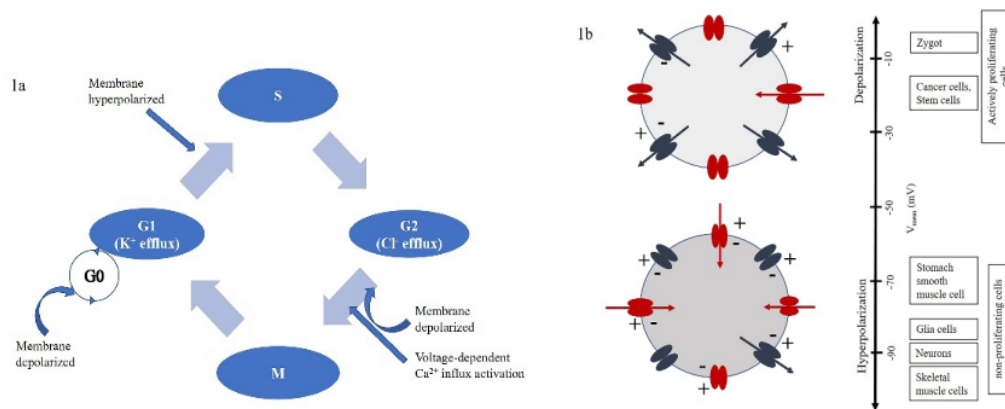 1a
Membrane
hyperpolarized
S
G1
(K⁺ efflux)
G2
(Cl⁻ efflux)
G0
Membrane
depolarized
M
Membrane
depolarized
Voltage-dependent
Ca²⁺ influx activation
1b
+
-
-
+
+
-
+
-
+
-
+
-
-
+
-
+
Depolarization
Hyperpolarization
-10
-30
-50
-70
-90
V_mem (mV)
Zygot
Cancer cells,
Stem cells
Actively proliferating
Stomach
smooth
muscle cell
Glia cells
Neurons
Skeletal
muscle cells
non-proliferating cells